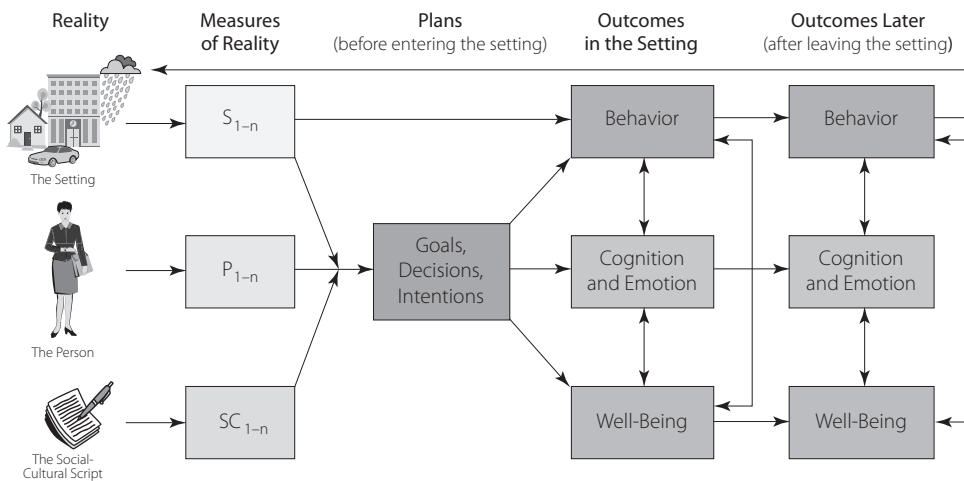 Reality
Measures
of Reality
Plans
(before entering the setting)
Outcomes
in the Setting
Outcomes Later
(after leaving the setting)
The Setting
S1–n
Behavior
Behavior
The Person
P1–n
Goals,
Decisions,
Intentions
Cognition
and Emotion
Cognition
and Emotion
The Social-
Cultural Script
SC1–n
Well-Being
Well-Being